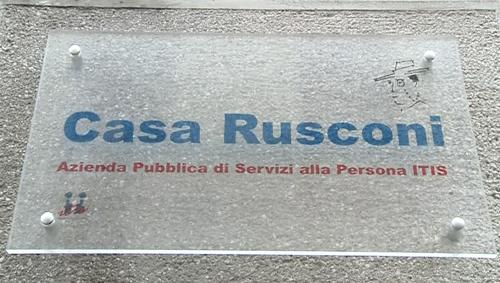 Casa Rusconi
Azienda Pubblica di Servizi alla Persona ITIS